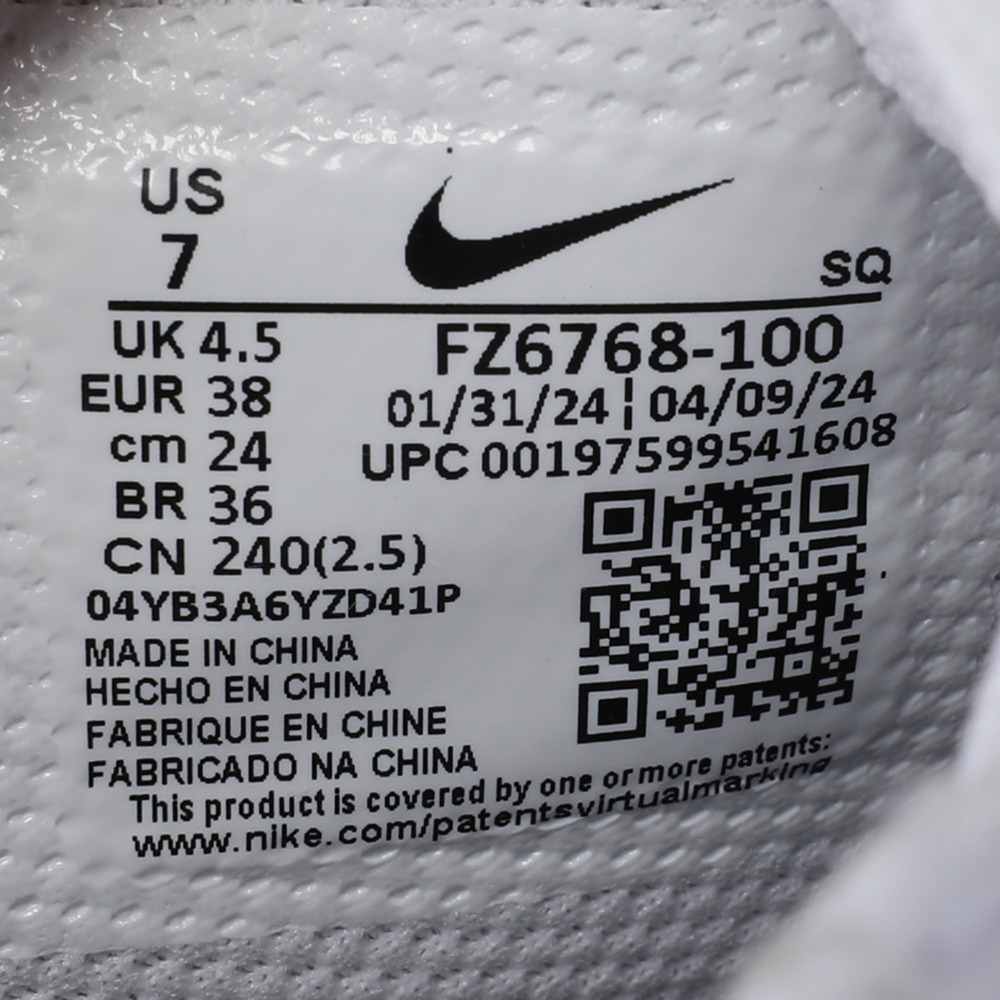 US
7
SQ
UK 4.5
EUR 38
cm 24
BR 36
CN 240(2.5)
FZ6768-100
01/31/24 ¦ 04/09/24
UPC 00197599541608
04YB3A6YZD41P
MADE IN CHINA
HECHO EN CHINA
FABRIQUE EN CHINE
FABRICADO NA CHINA
This product is covered by one or more patents:
www.nike.com/patentsvirtualmarking